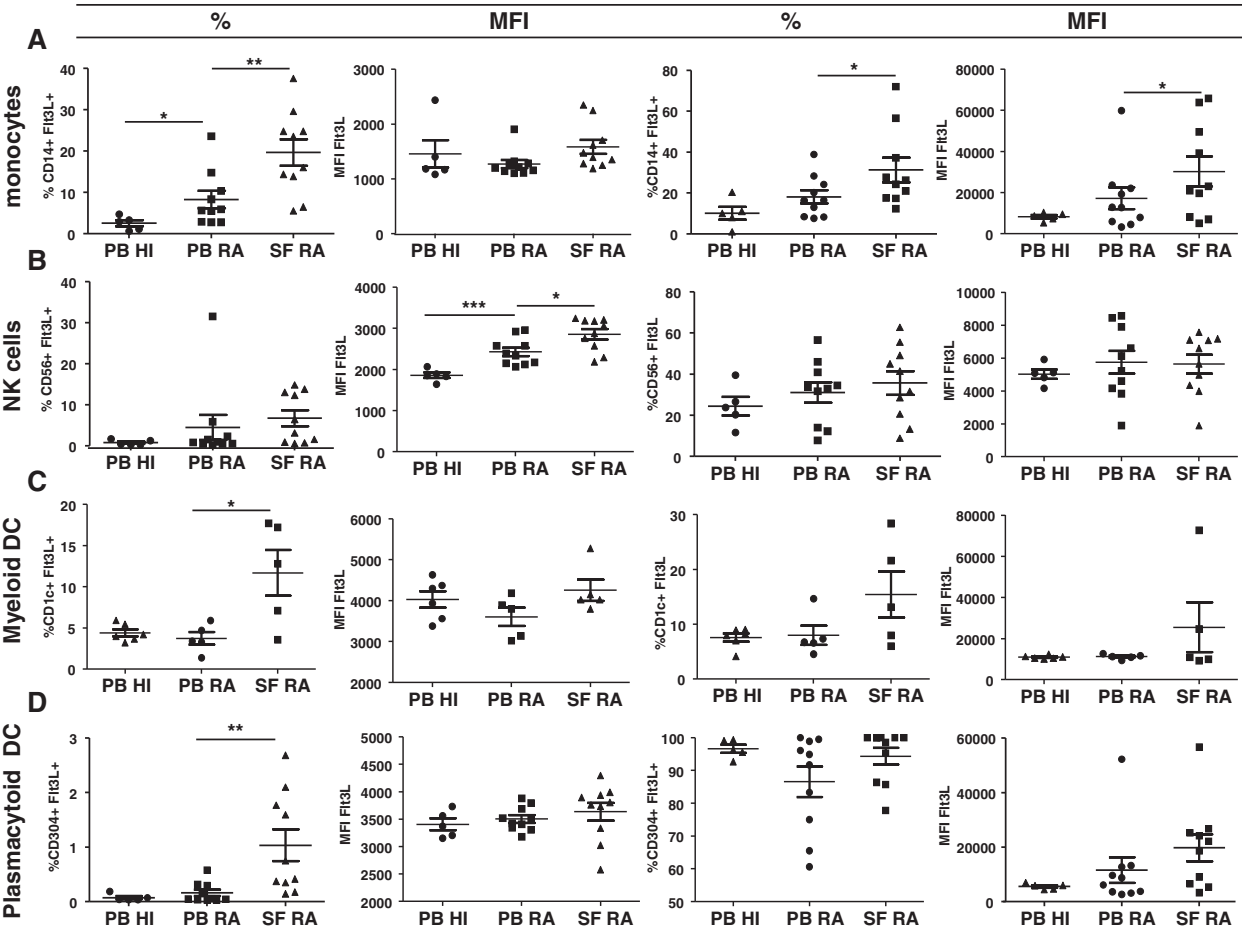 % MFI % MFI
A
monocytes
% CD14+ Flt3L+
40
30
20
10
0
*
**
PB HI PB RA SF RA
MFI Flt3L
3000
2000
1000
0
PB HI PB RA SF RA
%CD14+ Flt3L+
80
60
40
20
0
*
PB HI PB RA SF RA
MFI Flt3L
80000
60000
40000
20000
0
*
PB HI PB RA SF RA
B
NK cells
% CD56+ Flt3L+
40
30
20
10
0
PB HI PB RA SF RA
MFI Flt3L
4000
3000
2000
1000
0
***
*
PB HI PB RA SF RA
%CD56+ Flt3L
80
60
40
20
0
PB HI PB RA SF RA
MFI Flt3L
10000
8000
6000
4000
2000
0
PB HI PB RA SF RA
C
Myeloid DC
%CD1c+ Flt3L+
20
15
10
5
0
*
PB HI PB RA SF RA
MFI Flt3L
6000
5000
4000
3000
2000
PB HI PB RA SF RA
%CD1c+ Flt3L
30
20
10
0
PB HI PB RA SF RA
MFI Flt3L
80000
60000
40000
20000
0
PB HI PB RA SF RA
D
Plasmacytoid DC
%CD304+ Flt3L+
3
2
1
0
**
PB HI PB RA SF RA
MFI Flt3L
5000
4500
4000
3500
3000
2500
2000
PB HI PB RA SF RA
%CD304+ Flt3L+
100
90
80
70
60
50
PB HI PB RA SF RA
MFI Flt3L
60000
40000
20000
0
PB HI PB RA SF RA